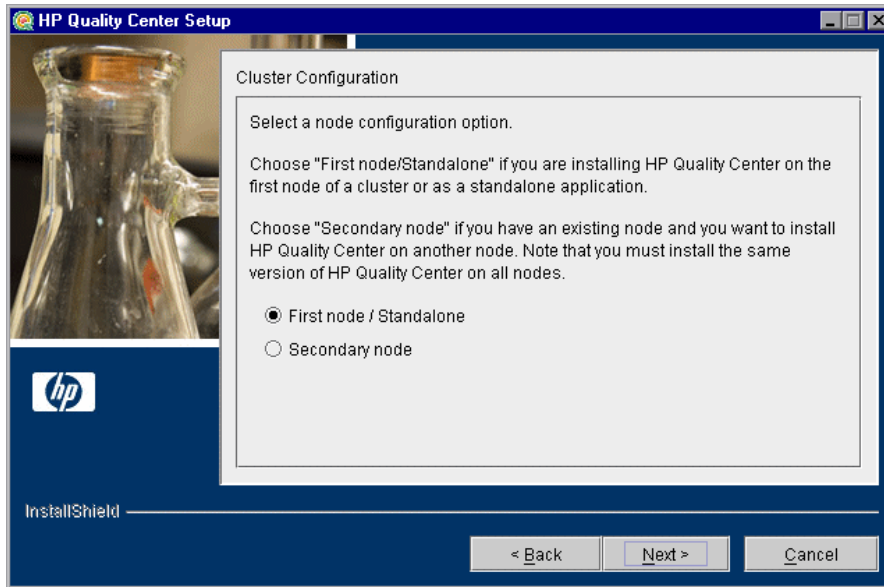 HP Quality Center Setup
Cluster Configuration
Select a node configuration option.
Choose "First node/Standalone" if you are installing HP Quality Center on the
first node of a cluster or as a standalone application.
Choose "Secondary node" if you have an existing node and you want to install
HP Quality Center on another node. Note that you must install the same
version of HP Quality Center on all nodes.
First node / Standalone
Secondary node
hp
InstallShield
< Back
Next >
Cancel